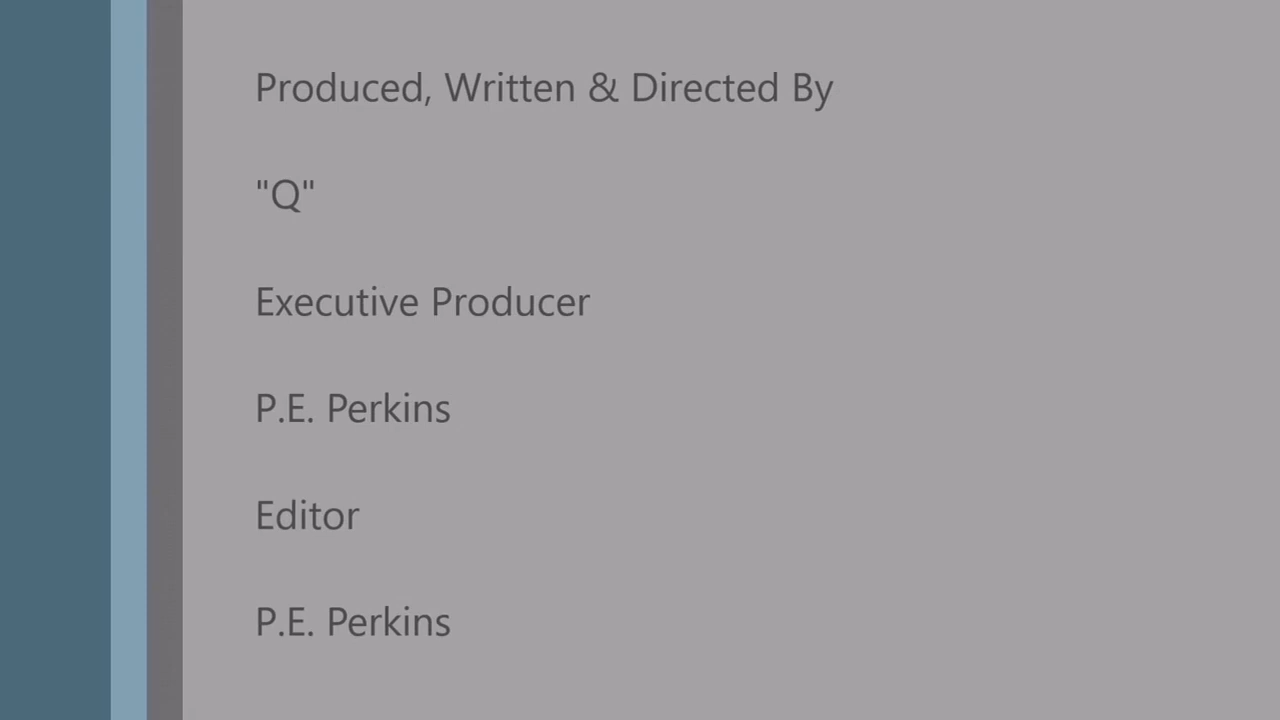 Produced, Written & Directed By
"Q"
Executive Producer
P.E. Perkins
Editor
P.E. Perkins